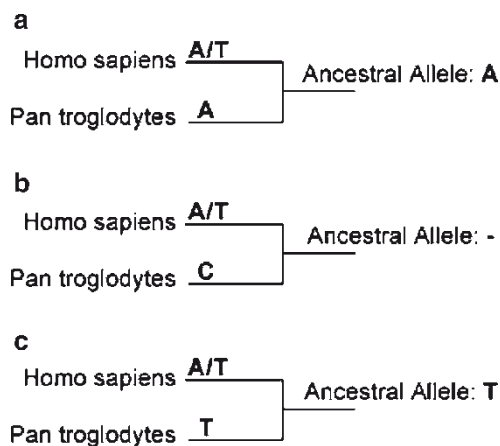 a
Homo sapiens A/T
Ancestral Allele: A
Pan troglodytes A
b
Homo sapiens A/T
Ancestral Allele: -
Pan troglodytes C
c
Homo sapiens A/T
Ancestral Allele: T
Pan troglodytes T